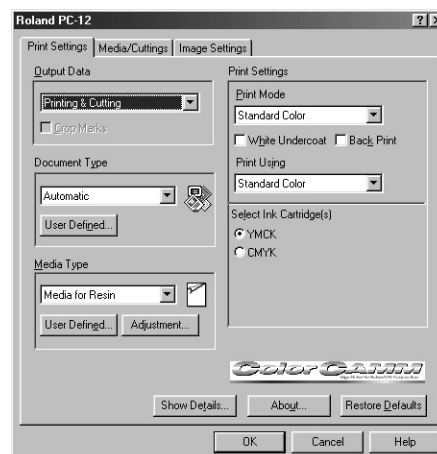 Roland PC-12
Print Settings
Media/Cuttings
Image Settings
Output Data
Printing & Cutting
Crop Marks
Document Type
Automatic
User Defined...
Media Type
Media for Resin
User Defined...
Adjustment...
Print Settings
Print Mode
Standard Color
White Undercoat
Back Print
Print Using
Standard Color
Select Ink Cartridge(s)
YMCK
CMYK
Color CAMM
Show Details...
About...
Restore Defaults
OK
Cancel
Help